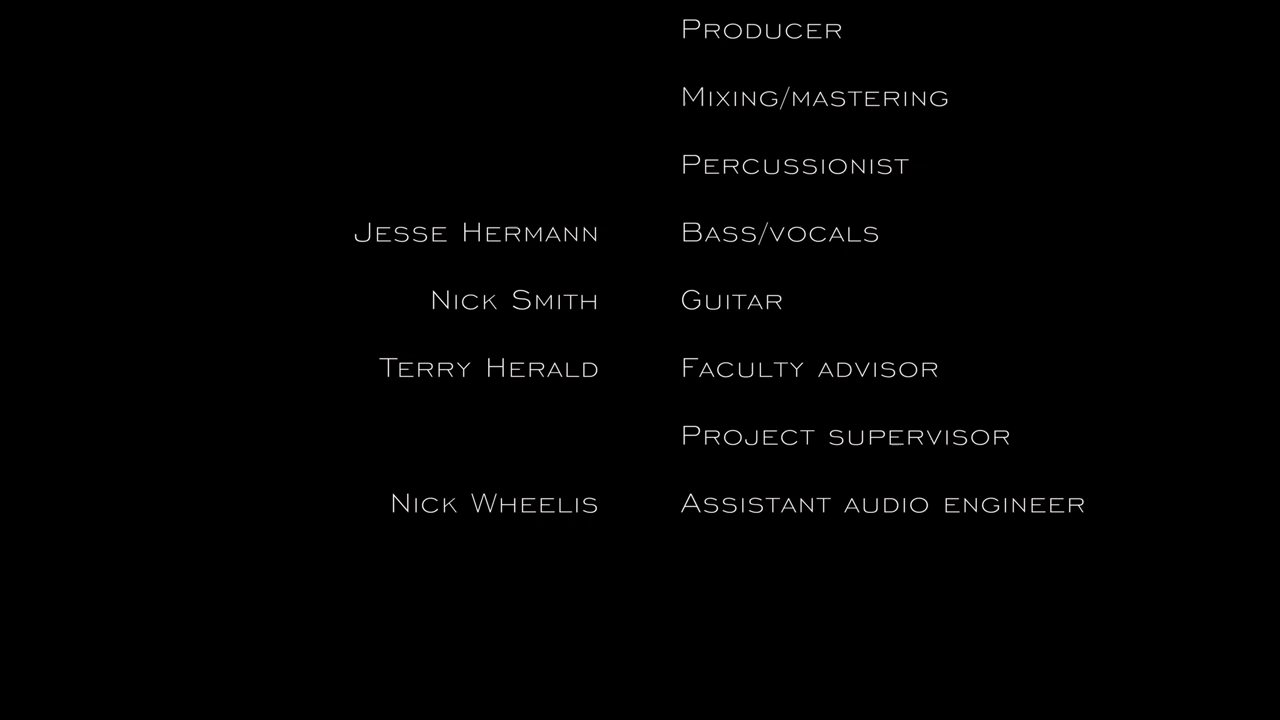 Producer
Mixing/mastering
Percussionist
Jesse Hermann Bass/vocals
Nick Smith Guitar
Terry Herald Faculty advisor
Project supervisor
Nick Wheelis Assistant audio engineer